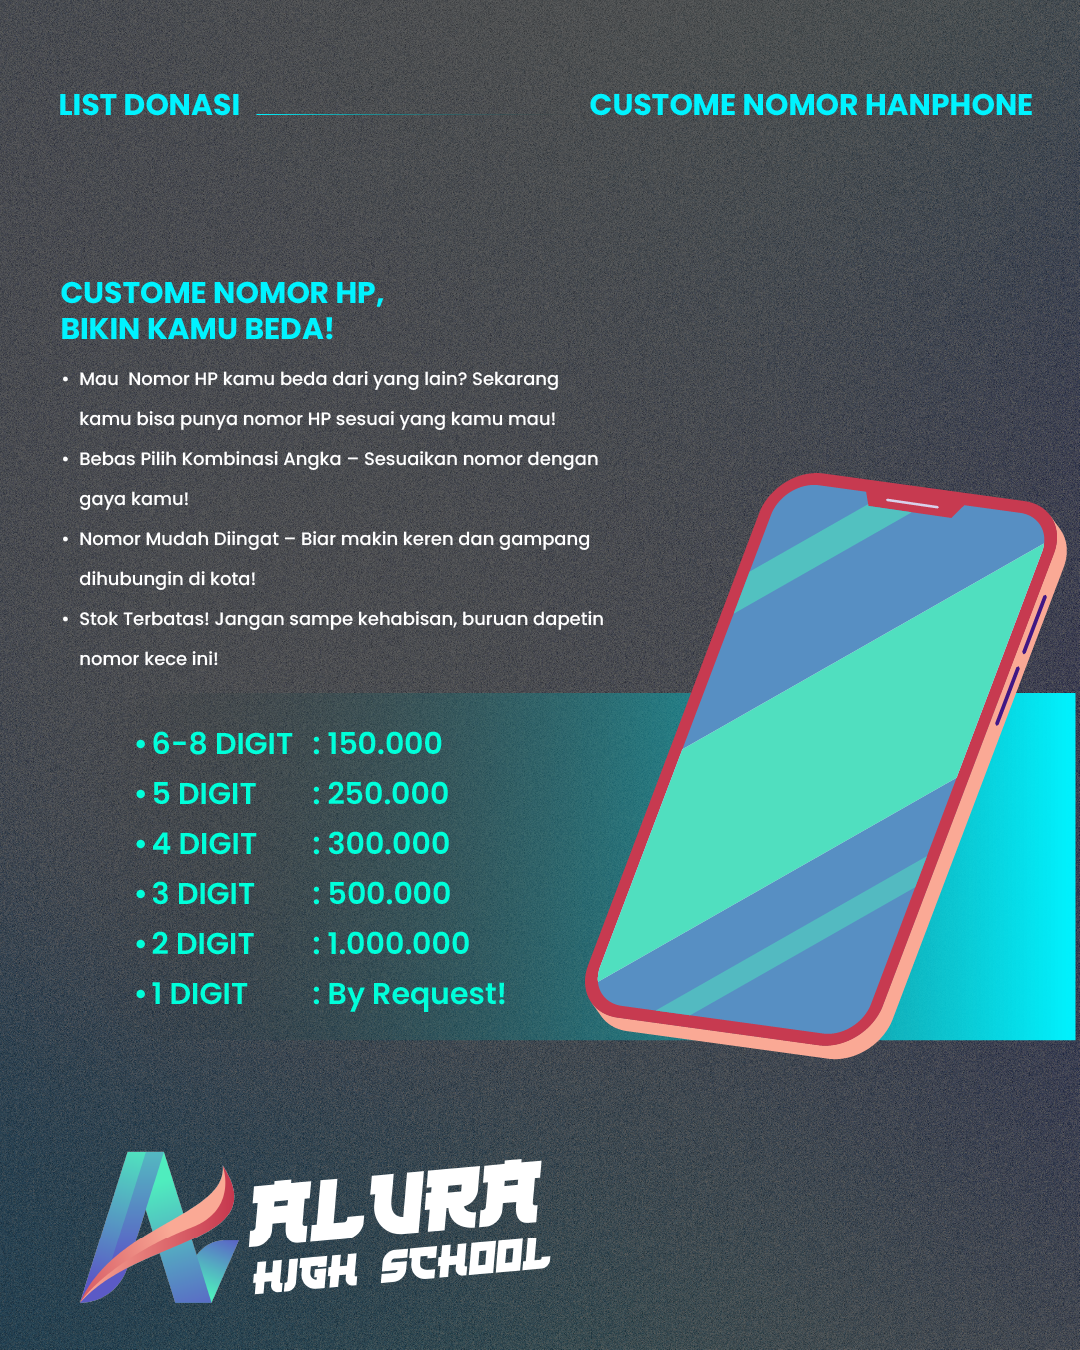 LIST DONASI
CUSTOME NOMOR HANPHONE
CUSTOME NOMOR HP,
BIKIN KAMU BEDA!
• Mau  Nomor HP kamu beda dari yang lain? Sekarang
kamu bisa punya nomor HP sesuai yang kamu mau!
• Bebas Pilih Kombinasi Angka – Sesuaikan nomor dengan
gaya kamu!
• Nomor Mudah Diingat – Biar makin keren dan gampang
dihubungin di kota!
• Stok Terbatas! Jangan sampe kehabisan, buruan dapetin
nomor kece ini!
• 6-8 DIGIT : 150.000
• 5 DIGIT : 250.000
• 4 DIGIT : 300.000
• 3 DIGIT : 500.000
• 2 DIGIT : 1.000.000
• 1 DIGIT : By Request!
ALURA
HIGH SCHOOL